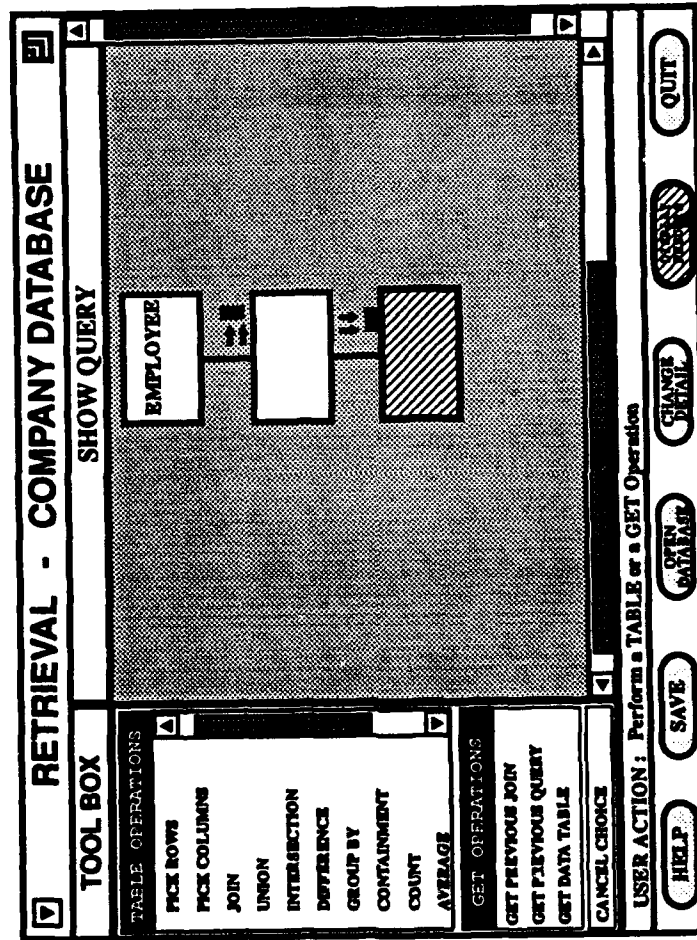 RETRIEVAL - COMPANY DATABASE
TOOL BOX
SHOW QUERY
TABLE OPERATIONS
PICK ROWS
PICK COLUMNS
JOIN
UNION
INTERSECTION
DIFFERENCE
GROUP BY
CONTAINMENT
COUNT
AVERAGE
EMPLOYEE
GET OPERATIONS
GET PREVIOUS JOIN
GET PREVIOUS QUERY
GET DATA TABLE
CANCEL CHOICE
USER ACTION : Perform a TABLE or a GET Operation
HELP
SAVE
OPEN
DATABASE
CHANGE
DETAIL
QUIT